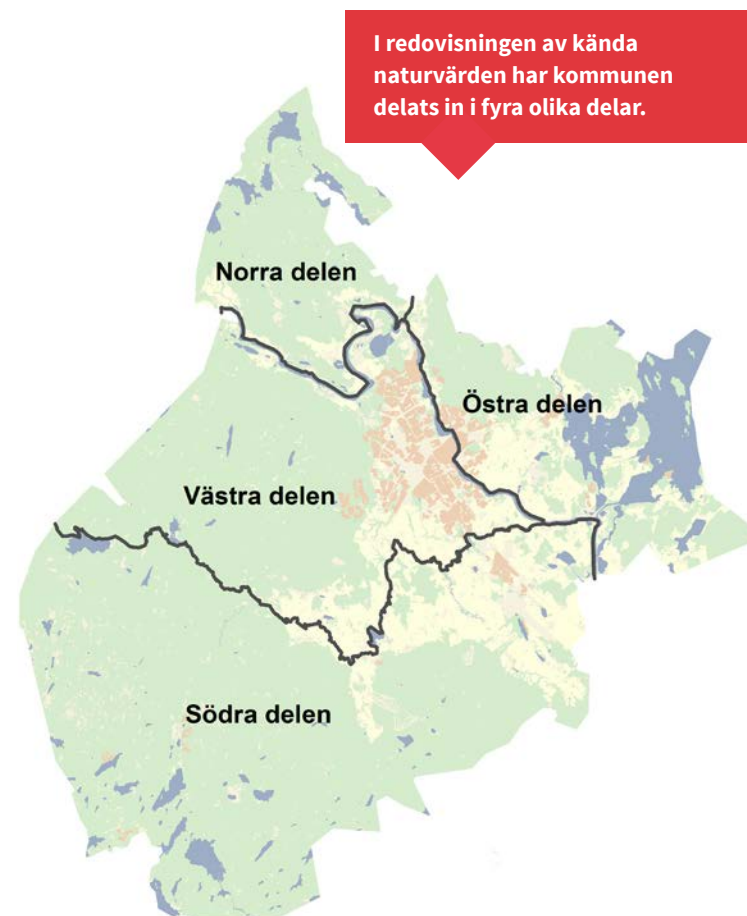 I redovisningen av kända
naturvärden har kommunen
delats in i fyra olika delar.
Norra delen
Östra delen
Västra delen
Södra delen